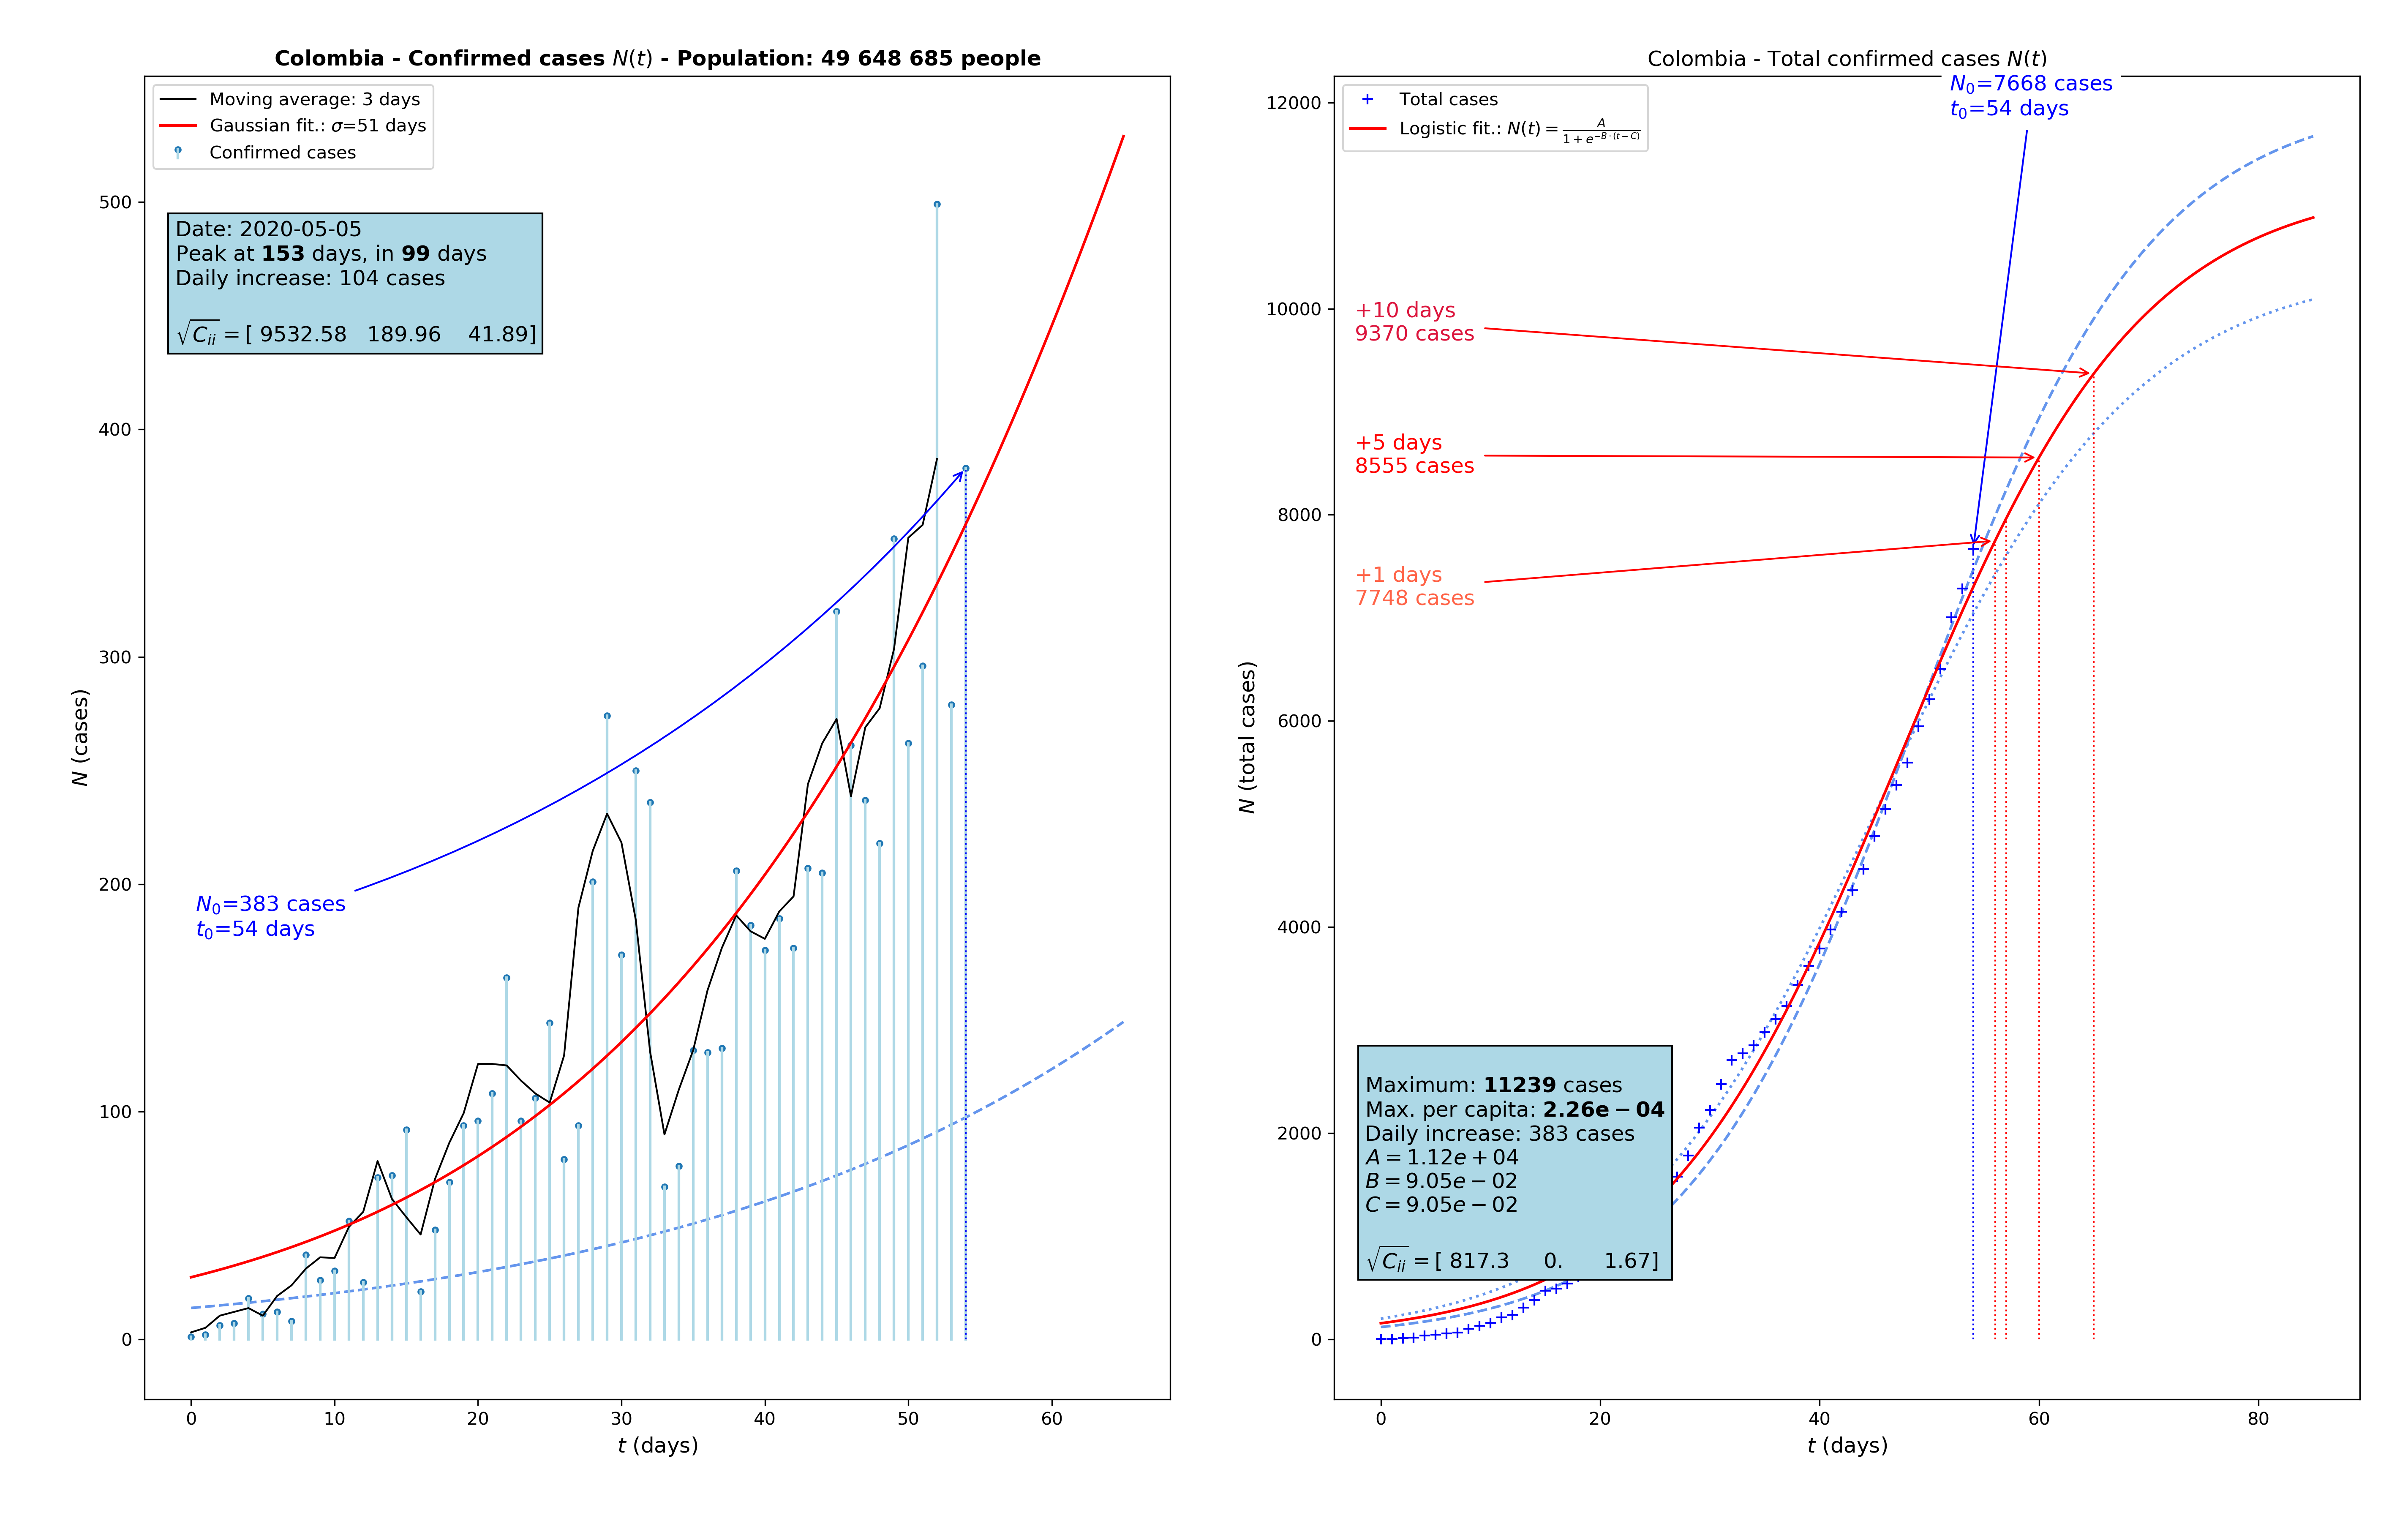 Colombia - Confirmed cases N(t) - Population: 49 648 685 people
Moving average: 3 days
Gaussian fit.: σ=51 days
Confirmed cases
Date: 2020-05-05
Peak at 153 days, in 99 days
Daily increase: 104 cases
√C_ii = [ 9532.58 189.96 41.89]
N₀=383 cases
t₀=54 days
N (cases)
500
400
300
200
100
0
0 10 20 30 40 50 60
t (days)
Colombia - Total confirmed cases N(t)
Total cases
Logistic fit.: N(t) = A / (1 + e^(−B·(t−C)))
N₀=7668 cases
t₀=54 days
+10 days
9370 cases
+5 days
8555 cases
+1 days
7748 cases
Maximum: 11239 cases
Max. per capita: 2.26e − 04
Daily increase: 383 cases
A = 1.12e + 04
B = 9.05e − 02
C = 9.05e − 02
√C_ii = [ 817.3 0. 1.67]
N (total cases)
12000
10000
8000
6000
4000
2000
0
0 20 40 60 80
t (days)